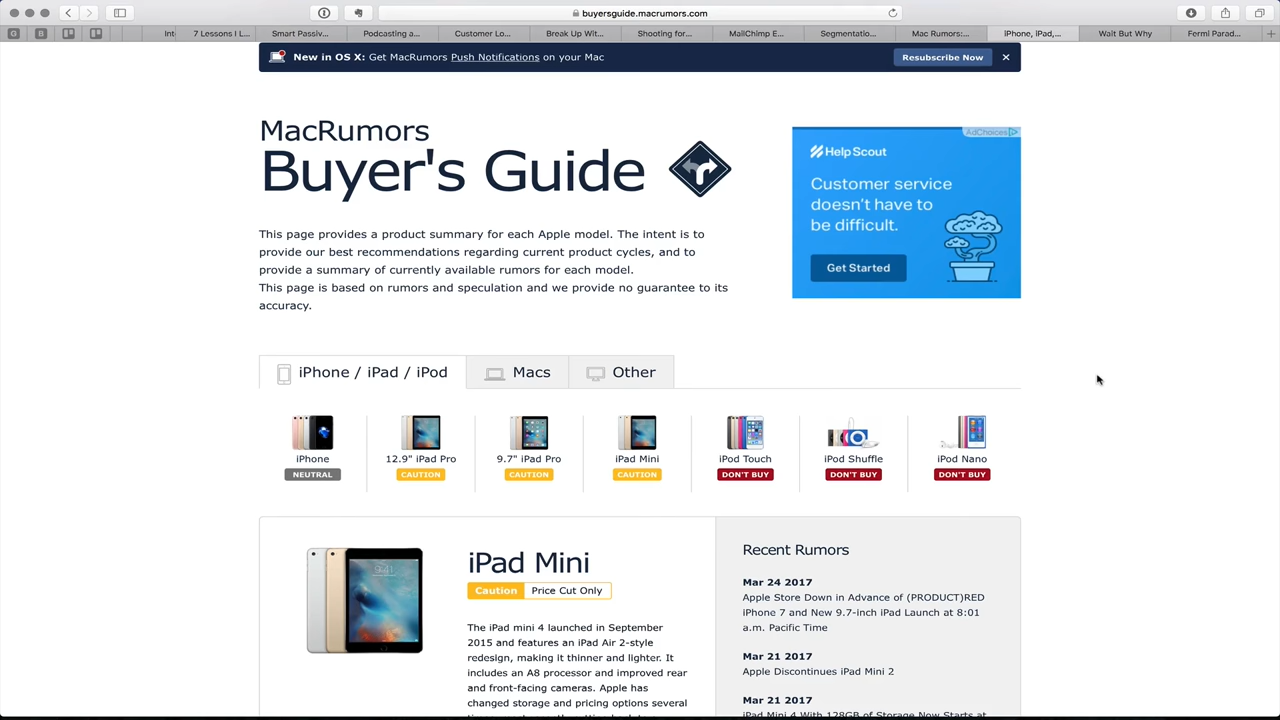 buyersguide.macrumors.com
G
B
Int
7 Lessons I L...
Smart Passiv...
Podcasting a...
Customer Lo...
Break Up Wit...
Shooting for...
MailChimp E...
Segmentatio...
Mac Rumors:...
iPhone, iPad,...
Wait But Why
Fermi Parad...
New in OS X: Get MacRumors Push Notifications on your Mac
Resubscribe Now
MacRumors
Buyer's Guide
AdChoices
Help Scout
Customer service
doesn't have to
be difficult.
Get Started
This page provides a product summary for each Apple model. The intent is to
provide our best recommendations regarding current product cycles, and to
provide a summary of currently available rumors for each model.
This page is based on rumors and speculation and we provide no guarantee to its
accuracy.
iPhone / iPad / iPod
Macs
Other
iPhone
NEUTRAL
12.9" iPad Pro
CAUTION
9.7" iPad Pro
CAUTION
iPad Mini
CAUTION
iPod Touch
DON'T BUY
iPod Shuffle
DON'T BUY
iPod Nano
DON'T BUY
iPad Mini
Caution Price Cut Only
The iPad mini 4 launched in September
2015 and features an iPad Air 2-style
redesign, making it thinner and lighter. It
includes an A8 processor and improved rear
and front-facing cameras. Apple has
changed storage and pricing options several
Recent Rumors
Mar 24 2017
Apple Store Down in Advance of (PRODUCT)RED
iPhone 7 and New 9.7-inch iPad Launch at 8:01
a.m. Pacific Time
Mar 21 2017
Apple Discontinues iPad Mini 2
Mar 21 2017
iPad Mini 4 With 128GB of Storage Now Starts at